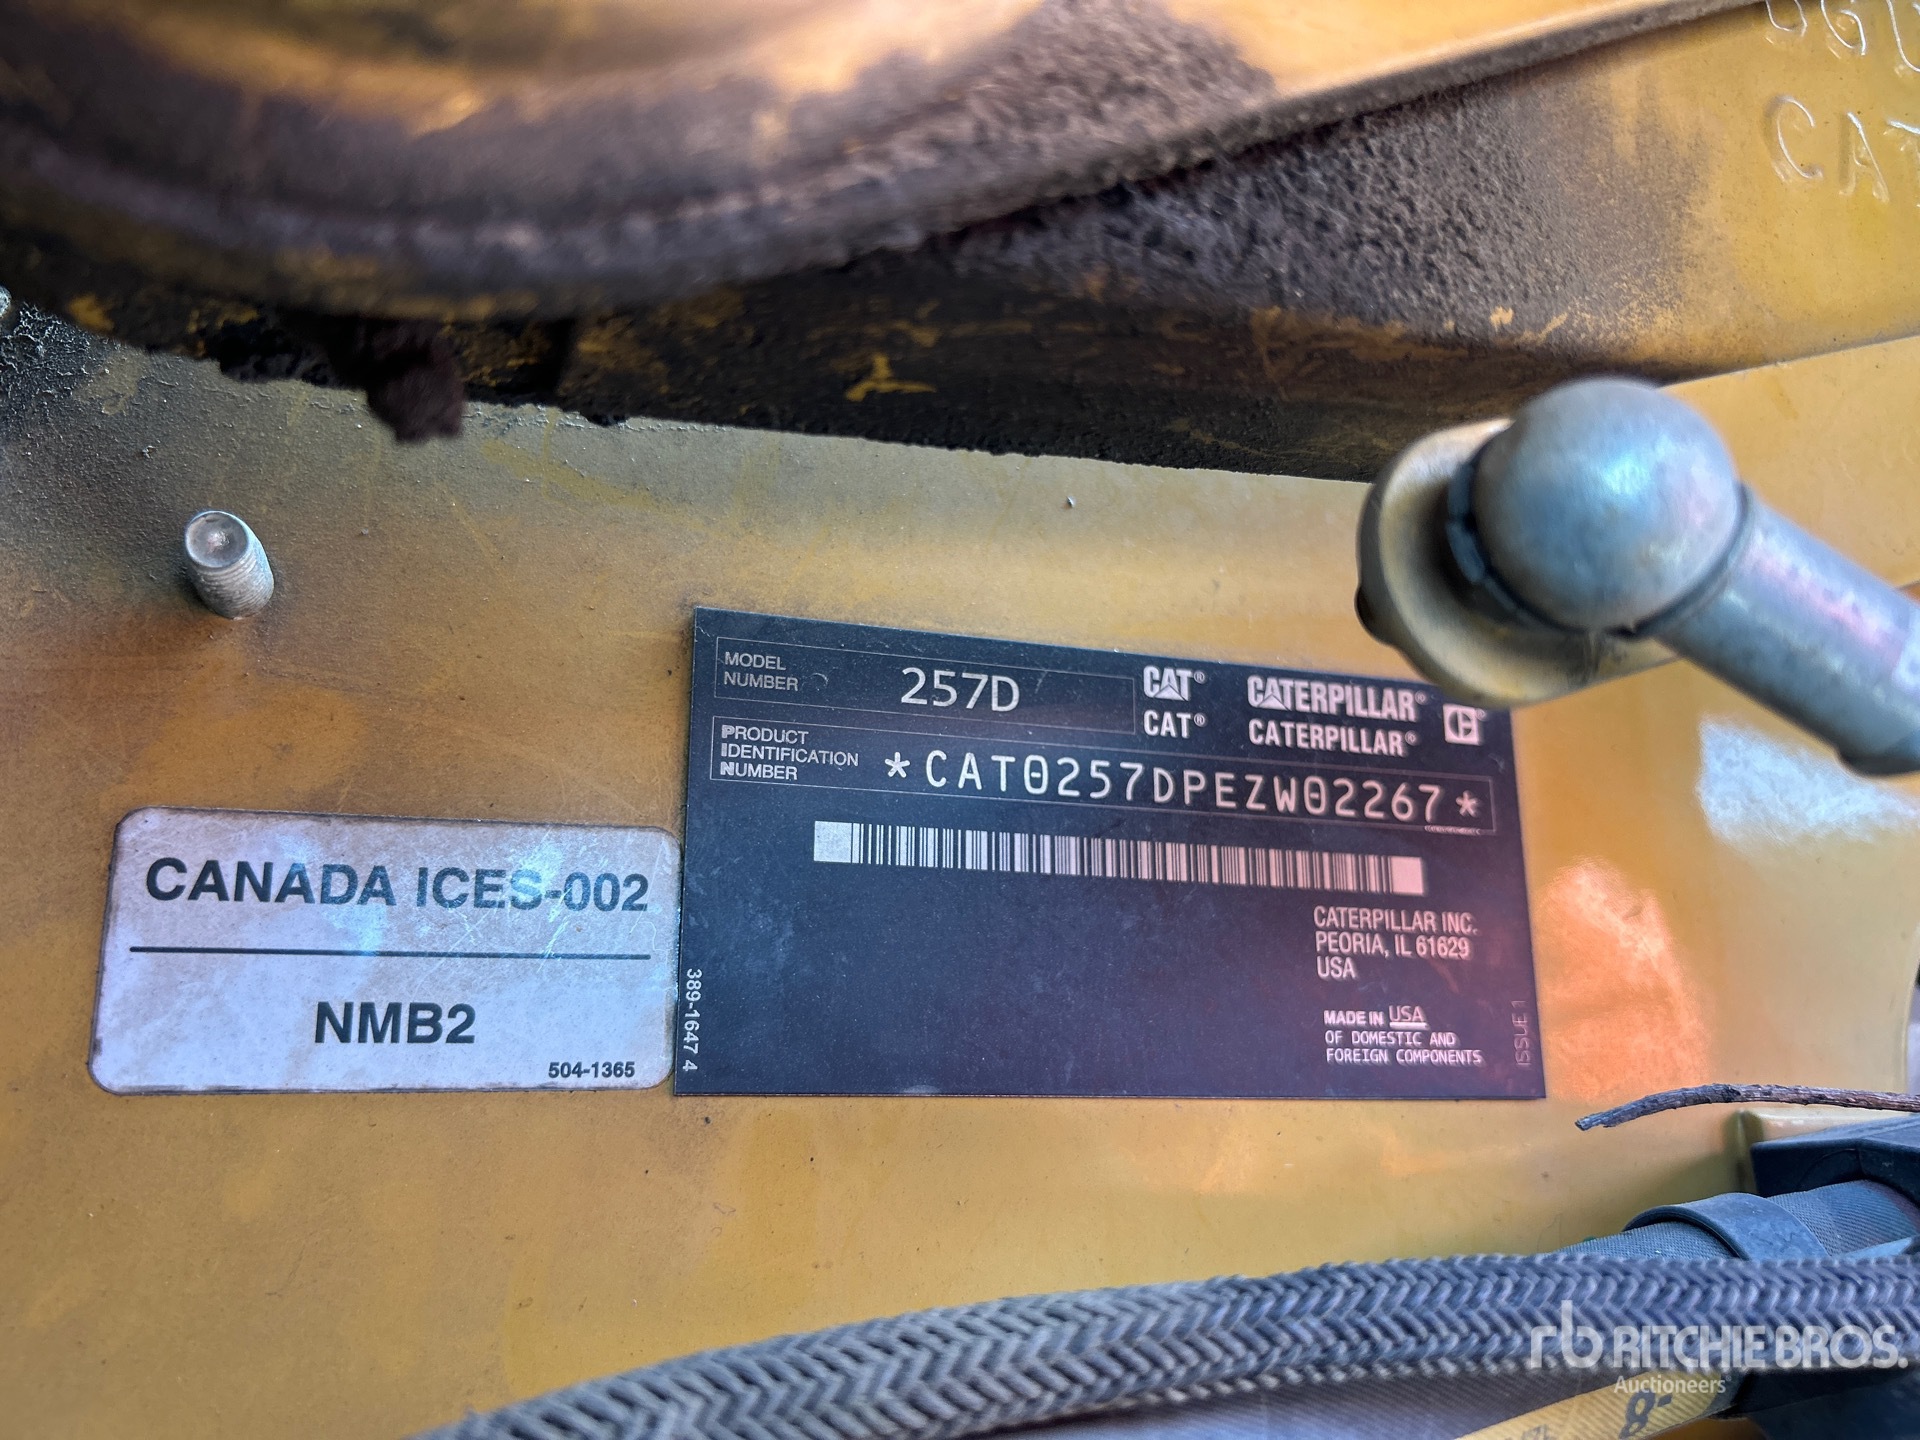 CAT
MODEL
NUMBER
257D
CAT® CATERPILLAR®
CAT® CATERPILLAR®
PRODUCT
IDENTIFICATION
NUMBER
*CAT0257DPEZW02267*
CATERPILLAR INC.
PEORIA, IL 61629
USA
MADE IN USA
OF DOMESTIC AND
FOREIGN COMPONENTS
389-1647 4
ISSUE 1
CANADA ICES-002
NMB2
504-1365
rb RITCHIE BROS.
Auctioneers
8-